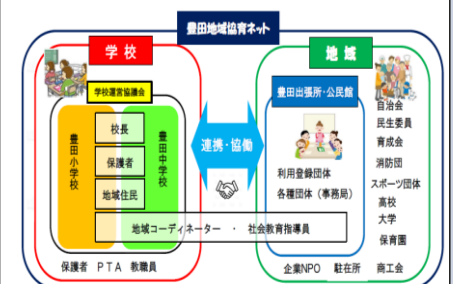 豊田地域協育ネット
学校
地域
学校運営協議会
豊田小学校
校長
保護者
地域住民
豊田中学校
連携・協働
豊田出張所・公民館
利用登録団体
各種団体（事務局）
自治会
民生委員
育成会
消防団
スポーツ団体
高校
大学
保育園
地域コーディネーター ・ 社会教育指導員
保護者 PTA 教職員
企業NPO 駐在所 商工会